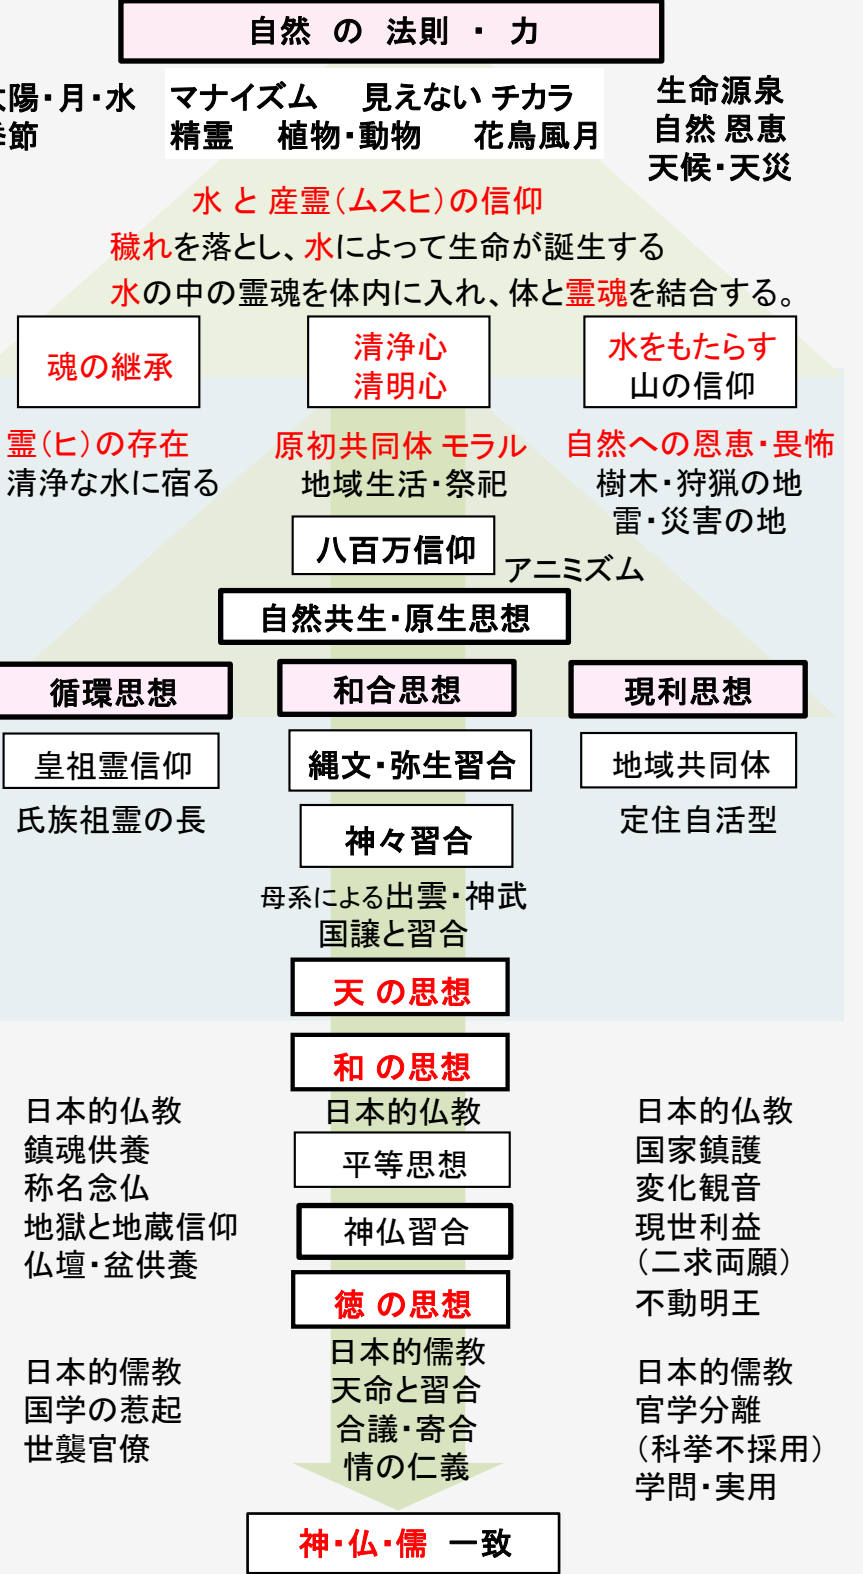 自然 の 法則 ・ 力
陽・月・水
節
マナイズム 見えない チカラ
精霊 植物・動物 花鳥風月
生命源泉
自然 恩恵
天候・天災
水 と 産霊(ムスヒ)の信仰
穢れを落とし、水によって生命が誕生する
水の中の霊魂を体内に入れ、体と霊魂を結合する。
魂の継承
清浄心
清明心
水をもたらす
山の信仰
霊(ヒ)の存在
清浄な水に宿る
原初共同体 モラル
地域生活・祭祀
自然への恩恵・畏怖
樹木・狩猟の地
雷・災害の地
八百万信仰
アニミズム
自然共生・原生思想
循環思想
和合思想
現利思想
皇祖霊信仰
氏族祖霊の長
縄文・弥生習合
地域共同体
定住自活型
神々習合
母系による出雲・神武
国譲と習合
天 の思想
和 の思想
日本的仏教
鎮魂供養
称名念仏
地獄と地蔵信仰
仏壇・盆供養
日本的仏教
平等思想
神仏習合
徳 の思想
日本的仏教
国家鎮護
変化観音
現世利益
(二求両願)
不動明王
日本的儒教
国学の惹起
世襲官僚
日本的儒教
天命と習合
合議・寄合
情の仁義
日本的儒教
官学分離
(科挙不採用)
学問・実用
神・仏・儒 一致